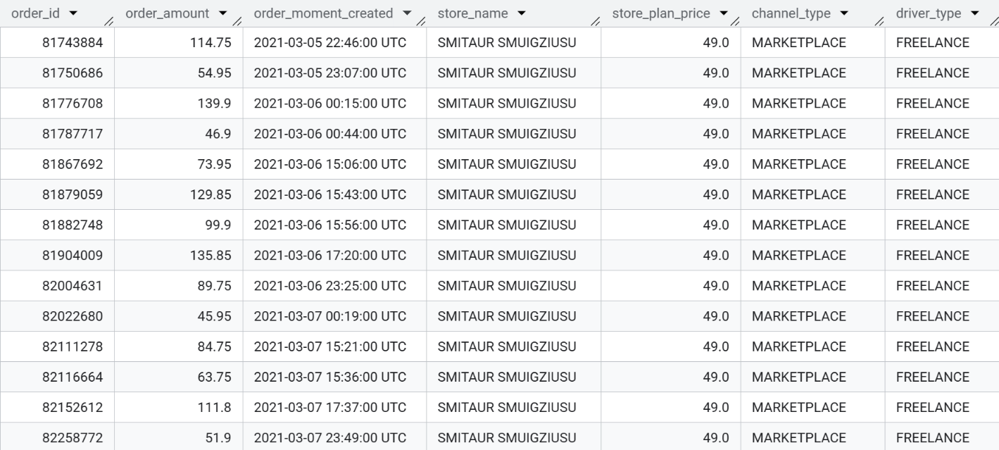 order_id order_amount order_moment_created store_name store_plan_price channel_type driver_type
81743884 114.75 2021-03-05 22:46:00 UTC SMITAUR SMUIGZIUSU 49.0 MARKETPLACE FREELANCE
81750686 54.95 2021-03-05 23:07:00 UTC SMITAUR SMUIGZIUSU 49.0 MARKETPLACE FREELANCE
81776708 139.9 2021-03-06 00:15:00 UTC SMITAUR SMUIGZIUSU 49.0 MARKETPLACE FREELANCE
81787717 46.9 2021-03-06 00:44:00 UTC SMITAUR SMUIGZIUSU 49.0 MARKETPLACE FREELANCE
81867692 73.95 2021-03-06 15:06:00 UTC SMITAUR SMUIGZIUSU 49.0 MARKETPLACE FREELANCE
81879059 129.85 2021-03-06 15:43:00 UTC SMITAUR SMUIGZIUSU 49.0 MARKETPLACE FREELANCE
81882748 99.9 2021-03-06 15:56:00 UTC SMITAUR SMUIGZIUSU 49.0 MARKETPLACE FREELANCE
81904009 135.85 2021-03-06 17:20:00 UTC SMITAUR SMUIGZIUSU 49.0 MARKETPLACE FREELANCE
82004631 89.75 2021-03-06 23:25:00 UTC SMITAUR SMUIGZIUSU 49.0 MARKETPLACE FREELANCE
82022680 45.95 2021-03-07 00:19:00 UTC SMITAUR SMUIGZIUSU 49.0 MARKETPLACE FREELANCE
82111278 84.75 2021-03-07 15:21:00 UTC SMITAUR SMUIGZIUSU 49.0 MARKETPLACE FREELANCE
82116664 63.75 2021-03-07 15:36:00 UTC SMITAUR SMUIGZIUSU 49.0 MARKETPLACE FREELANCE
82152612 111.8 2021-03-07 17:37:00 UTC SMITAUR SMUIGZIUSU 49.0 MARKETPLACE FREELANCE
82258772 51.9 2021-03-07 23:49:00 UTC SMITAUR SMUIGZIUSU 49.0 MARKETPLACE FREELANCE